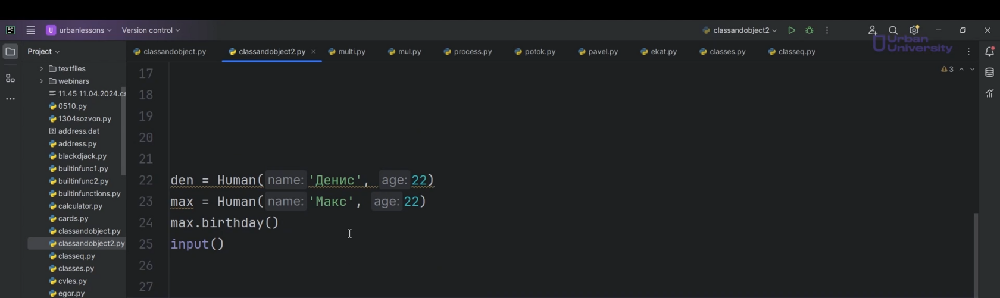 urbanlessons
Version control
classandobject2
Urban University
Project
classandobject.py
classandobject2.py
multi.py
mul.py
process.py
potok.py
pavel.py
ekat.py
classes.py
classeq.py
textfiles
webinars
11.45 11.04.2024.cs
0510.py
1304sozvon.py
address.dat
address.py
blackdjack.py
builtinfunc1.py
builtinfunc2.py
builtinfunctions.py
calculator.py
cards.py
classandobject.py
classandobject2.py
classeq.py
classes.py
cvles.py
egor.py
3
17
18
19
20
21
22 den = Human( name: 'Денис', age: 22)
23 max = Human( name: 'Макс', age: 22)
24 max.birthday()
25 input()
26
27